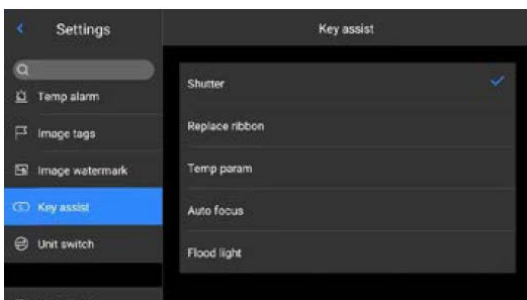 Settings
Key assist
Temp alarm
Image tags
Image watermark
Key assist
Unit switch
Shutter
Replace ribbon
Temp param
Auto focus
Flood light